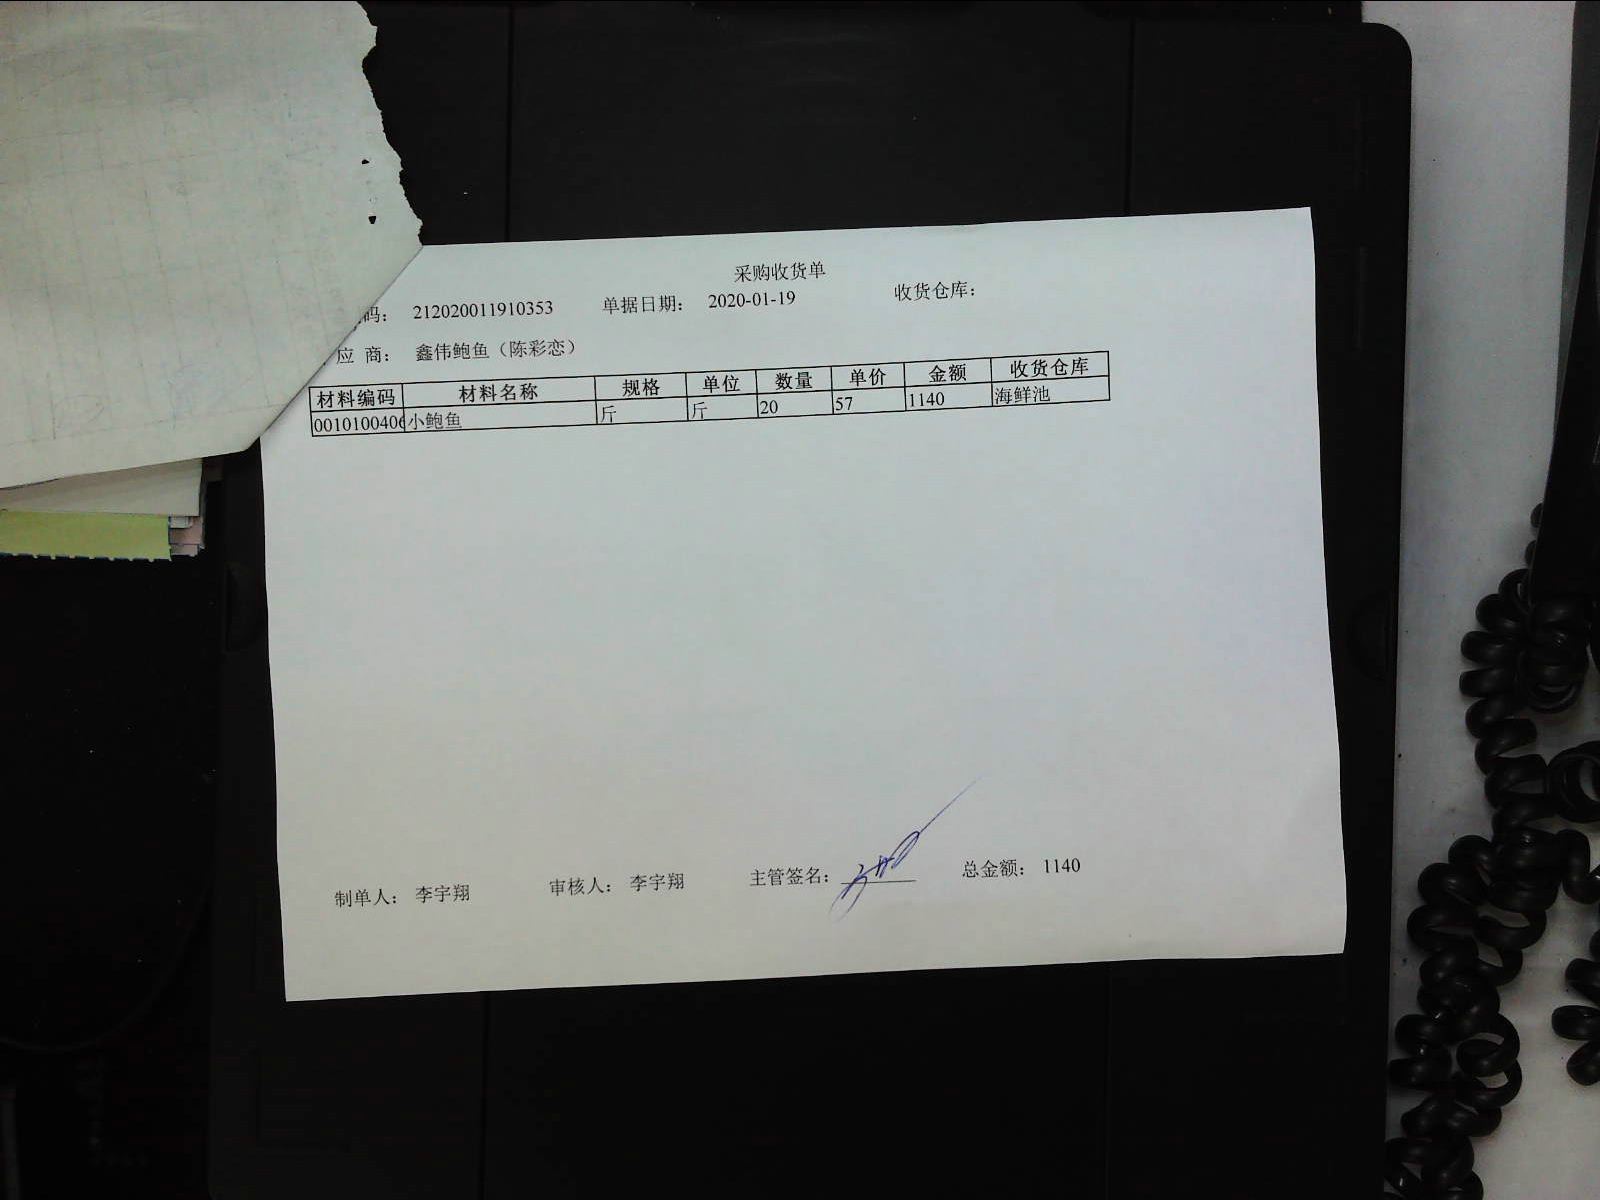 采购收货单
码： 212020011910353 单据日期： 2020-01-19 收货仓库：
应 商： 鑫伟鲍鱼（陈彩恋）
材料编码 材料名称 规格 单位 数量 单价 金额 收货仓库
0010100406 小鲍鱼 斤 斤 20 57 1140 海鲜池
制单人： 李宇翔 审核人： 李宇翔 主管签名： 总金额： 1140